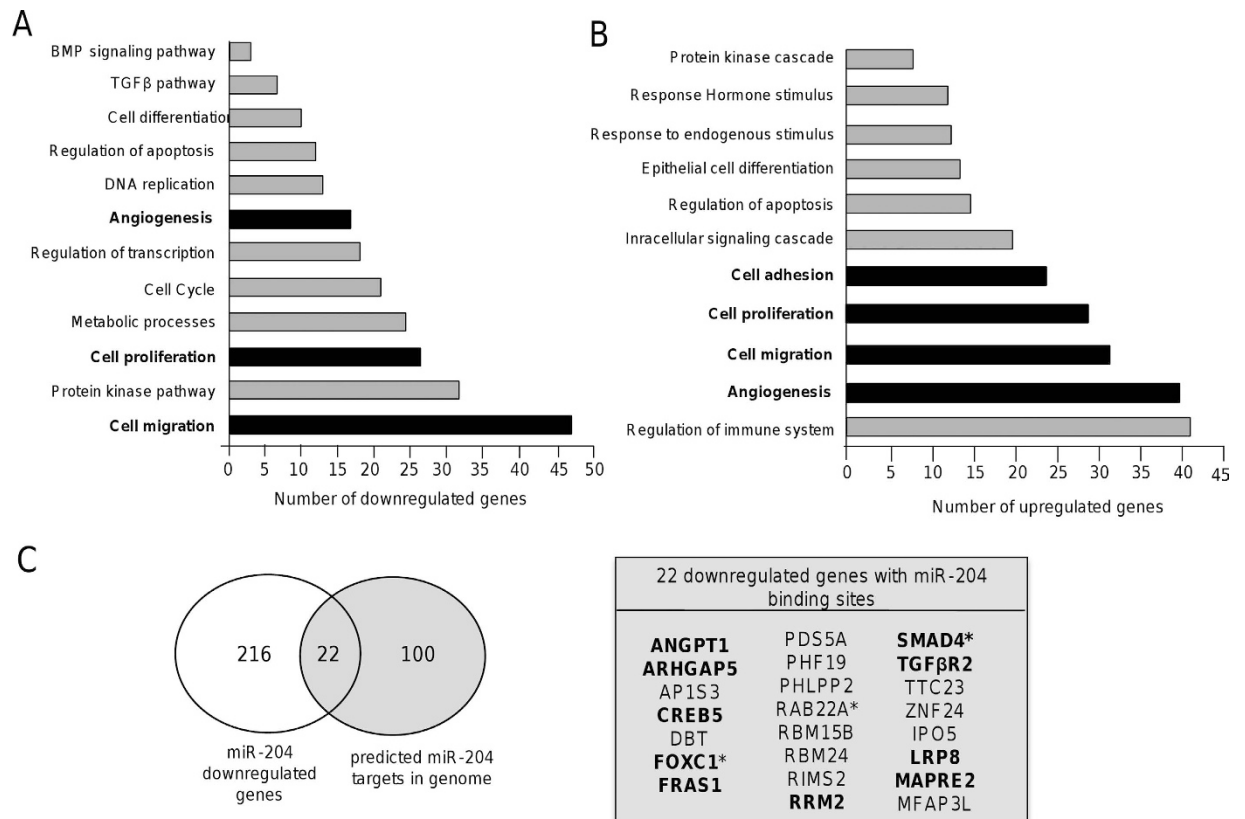 A
BMP signaling pathway
TGFβ pathway
Cell differentiation
Regulation of apoptosis
DNA replication
Angiogenesis
Regulation of transcription
Cell Cycle
Metabolic processes
Cell proliferation
Protein kinase pathway
Cell migration
0 5 10 15 20 25 30 35 40 45 50
Number of downregulated genes
B
Protein kinase cascade
Response Hormone stimulus
Response to endogenous stimulus
Epithelial cell differentiation
Regulation of apoptosis
Inracellular signaling cascade
Cell adhesion
Cell proliferation
Cell migration
Angiogenesis
Regulation of immune system
0 5 10 15 20 25 30 35 40 45
Number of upregulated genes
C
216 22 100
miR-204
downregulated
genes
predicted miR-204
targets in genome
22 downregulated genes with miR-204
binding sites
ANGPT1
ARHGAP5
AP1S3
CREB5
DBT
FOXC1*
FRAS1
PDS5A
PHF19
PHLPP2
RAB22A*
RBM15B
RBM24
RIMS2
RRM2
SMAD4*
TGFβR2
TTC23
ZNF24
IPO5
LRP8
MAPRE2
MFAP3L